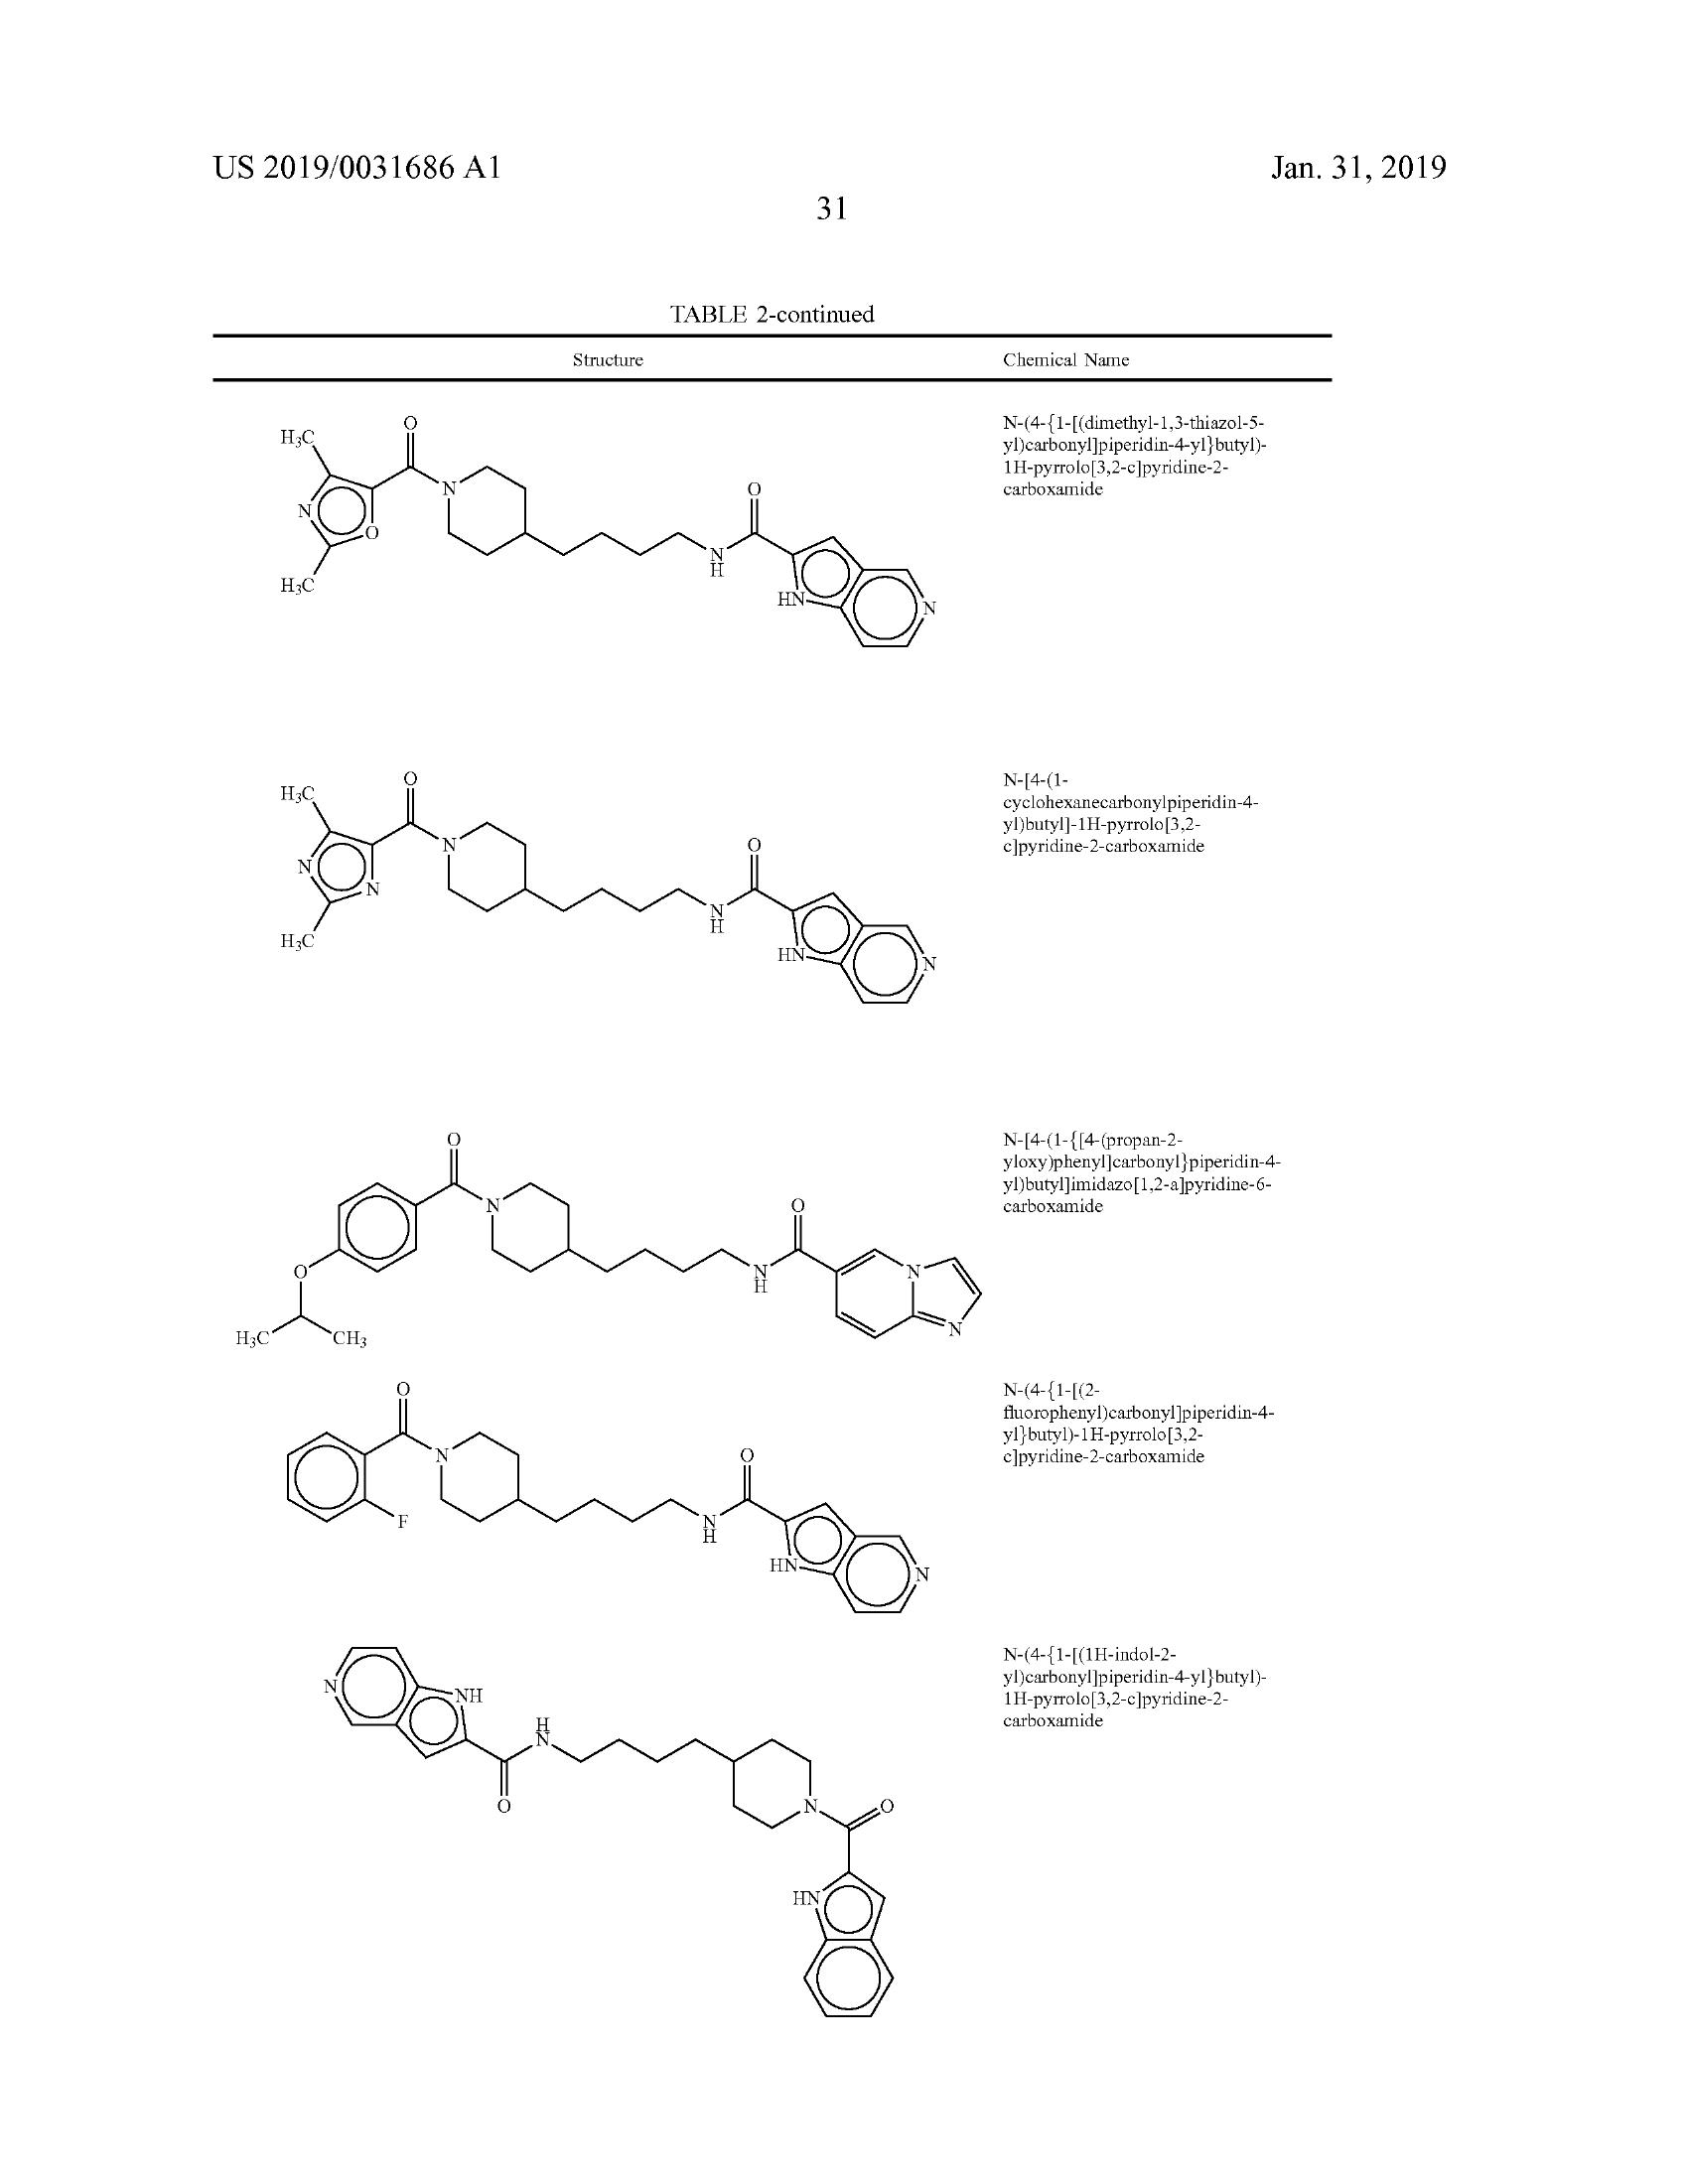 US 2019/0031686 A1
Jan. 31, 2019
31
TABLE 2-continued
Structure
Chemical Name
H₃C
O
N
N
O
H₃C
O
N
H
HN
N
N-(4-{1-[(dimethyl-1,3-thiazol-5-
yl)carbonyl]piperidin-4-yl}butyl)-
1H-pyrrolo[3,2-c]pyridine-2-
carboxamide
H₃C
O
N
N
N
H₃C
O
N
H
HN
N
N-[4-(1-
cyclohexanecarbonylpiperidin-4-
yl)butyl]-1H-pyrrolo[3,2-
c]pyridine-2-carboxamide
O
N
O
H₃C
CH₃
O
N
H
N
N
N-[4-(1-{[4-(propan-2-
yloxy)phenyl]carbonyl}piperidin-4-
yl)butyl]imidazo[1,2-a]pyridine-6-
carboxamide
O
N
F
O
N
H
HN
N
N-(4-{1-[(2-
fluorophenyl)carbonyl]piperidin-4-
yl}butyl)-1H-pyrrolo[3,2-
c]pyridine-2-carboxamide
N
NH
H
N
O
N
O
HN
N-(4-{1-[(1H-indol-2-
yl)carbonyl]piperidin-4-yl}butyl)-
1H-pyrrolo[3,2-c]pyridine-2-
carboxamide